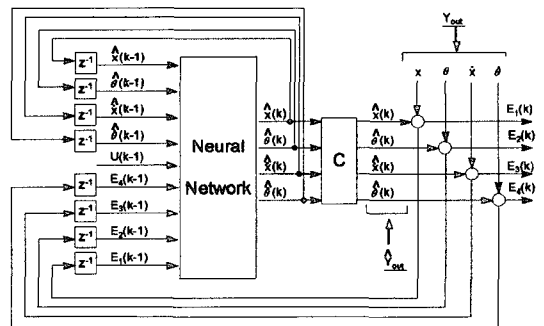 Y_out
x θ ẋ θ̇
z⁻¹ x̂(k-1)
z⁻¹ θ̂(k-1)
z⁻¹ x̂(k-1)
z⁻¹ θ̂(k-1)
U(k-1)
z⁻¹ E₄(k-1)
z⁻¹ E₃(k-1)
z⁻¹ E₂(k-1)
z⁻¹ E₁(k-1)
Neural
Network
x̂(k)
θ̂(k)
x̂(k)
θ̂(k)
C
x̂(k)
θ̂(k)
x̂(k)
θ̂(k)
Ŷ_out
E₁(k)
E₂(k)
E₃(k)
E₄(k)